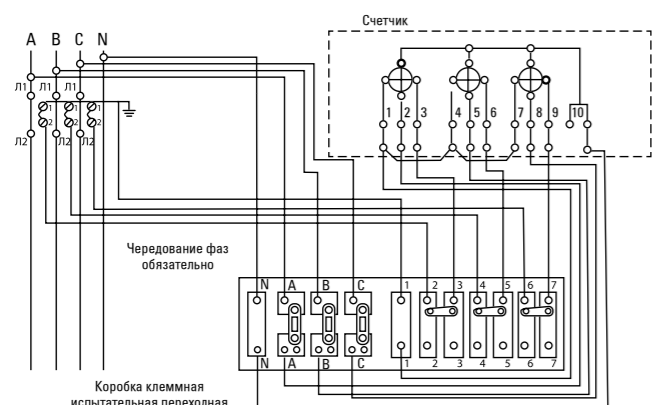 Счетчик
A B C N
Л1 Л1 Л1
1 1 1
2 2 2
Л2 Л2 Л2
1 2 3 4 5 6 7 8 9 10
Чередование фаз
обязательно
N A B C 1 2 3 4 5 6 7
N A B C 1 2 3 4 5 6 7
Коробка клеммная
испытательная переходная